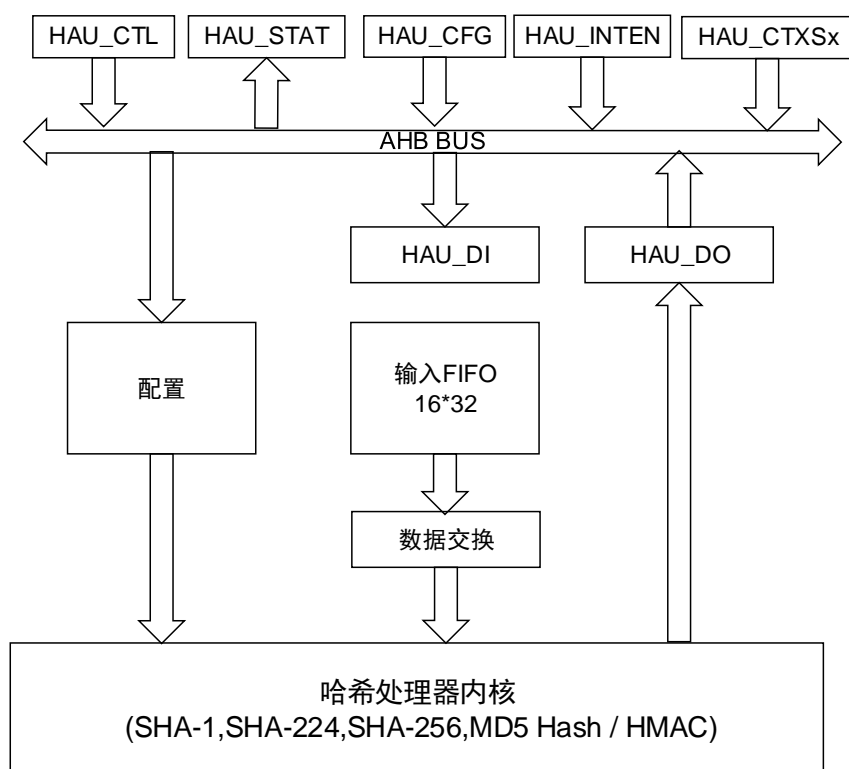 HAU_CTL
HAU_STAT
HAU_CFG
HAU_INTEN
HAU_CTXSx
AHB BUS
HAU_DI
HAU_DO
配置
输入FIFO
16*32
数据交换
哈希处理器内核
(SHA-1,SHA-224,SHA-256,MD5 Hash / HMAC)